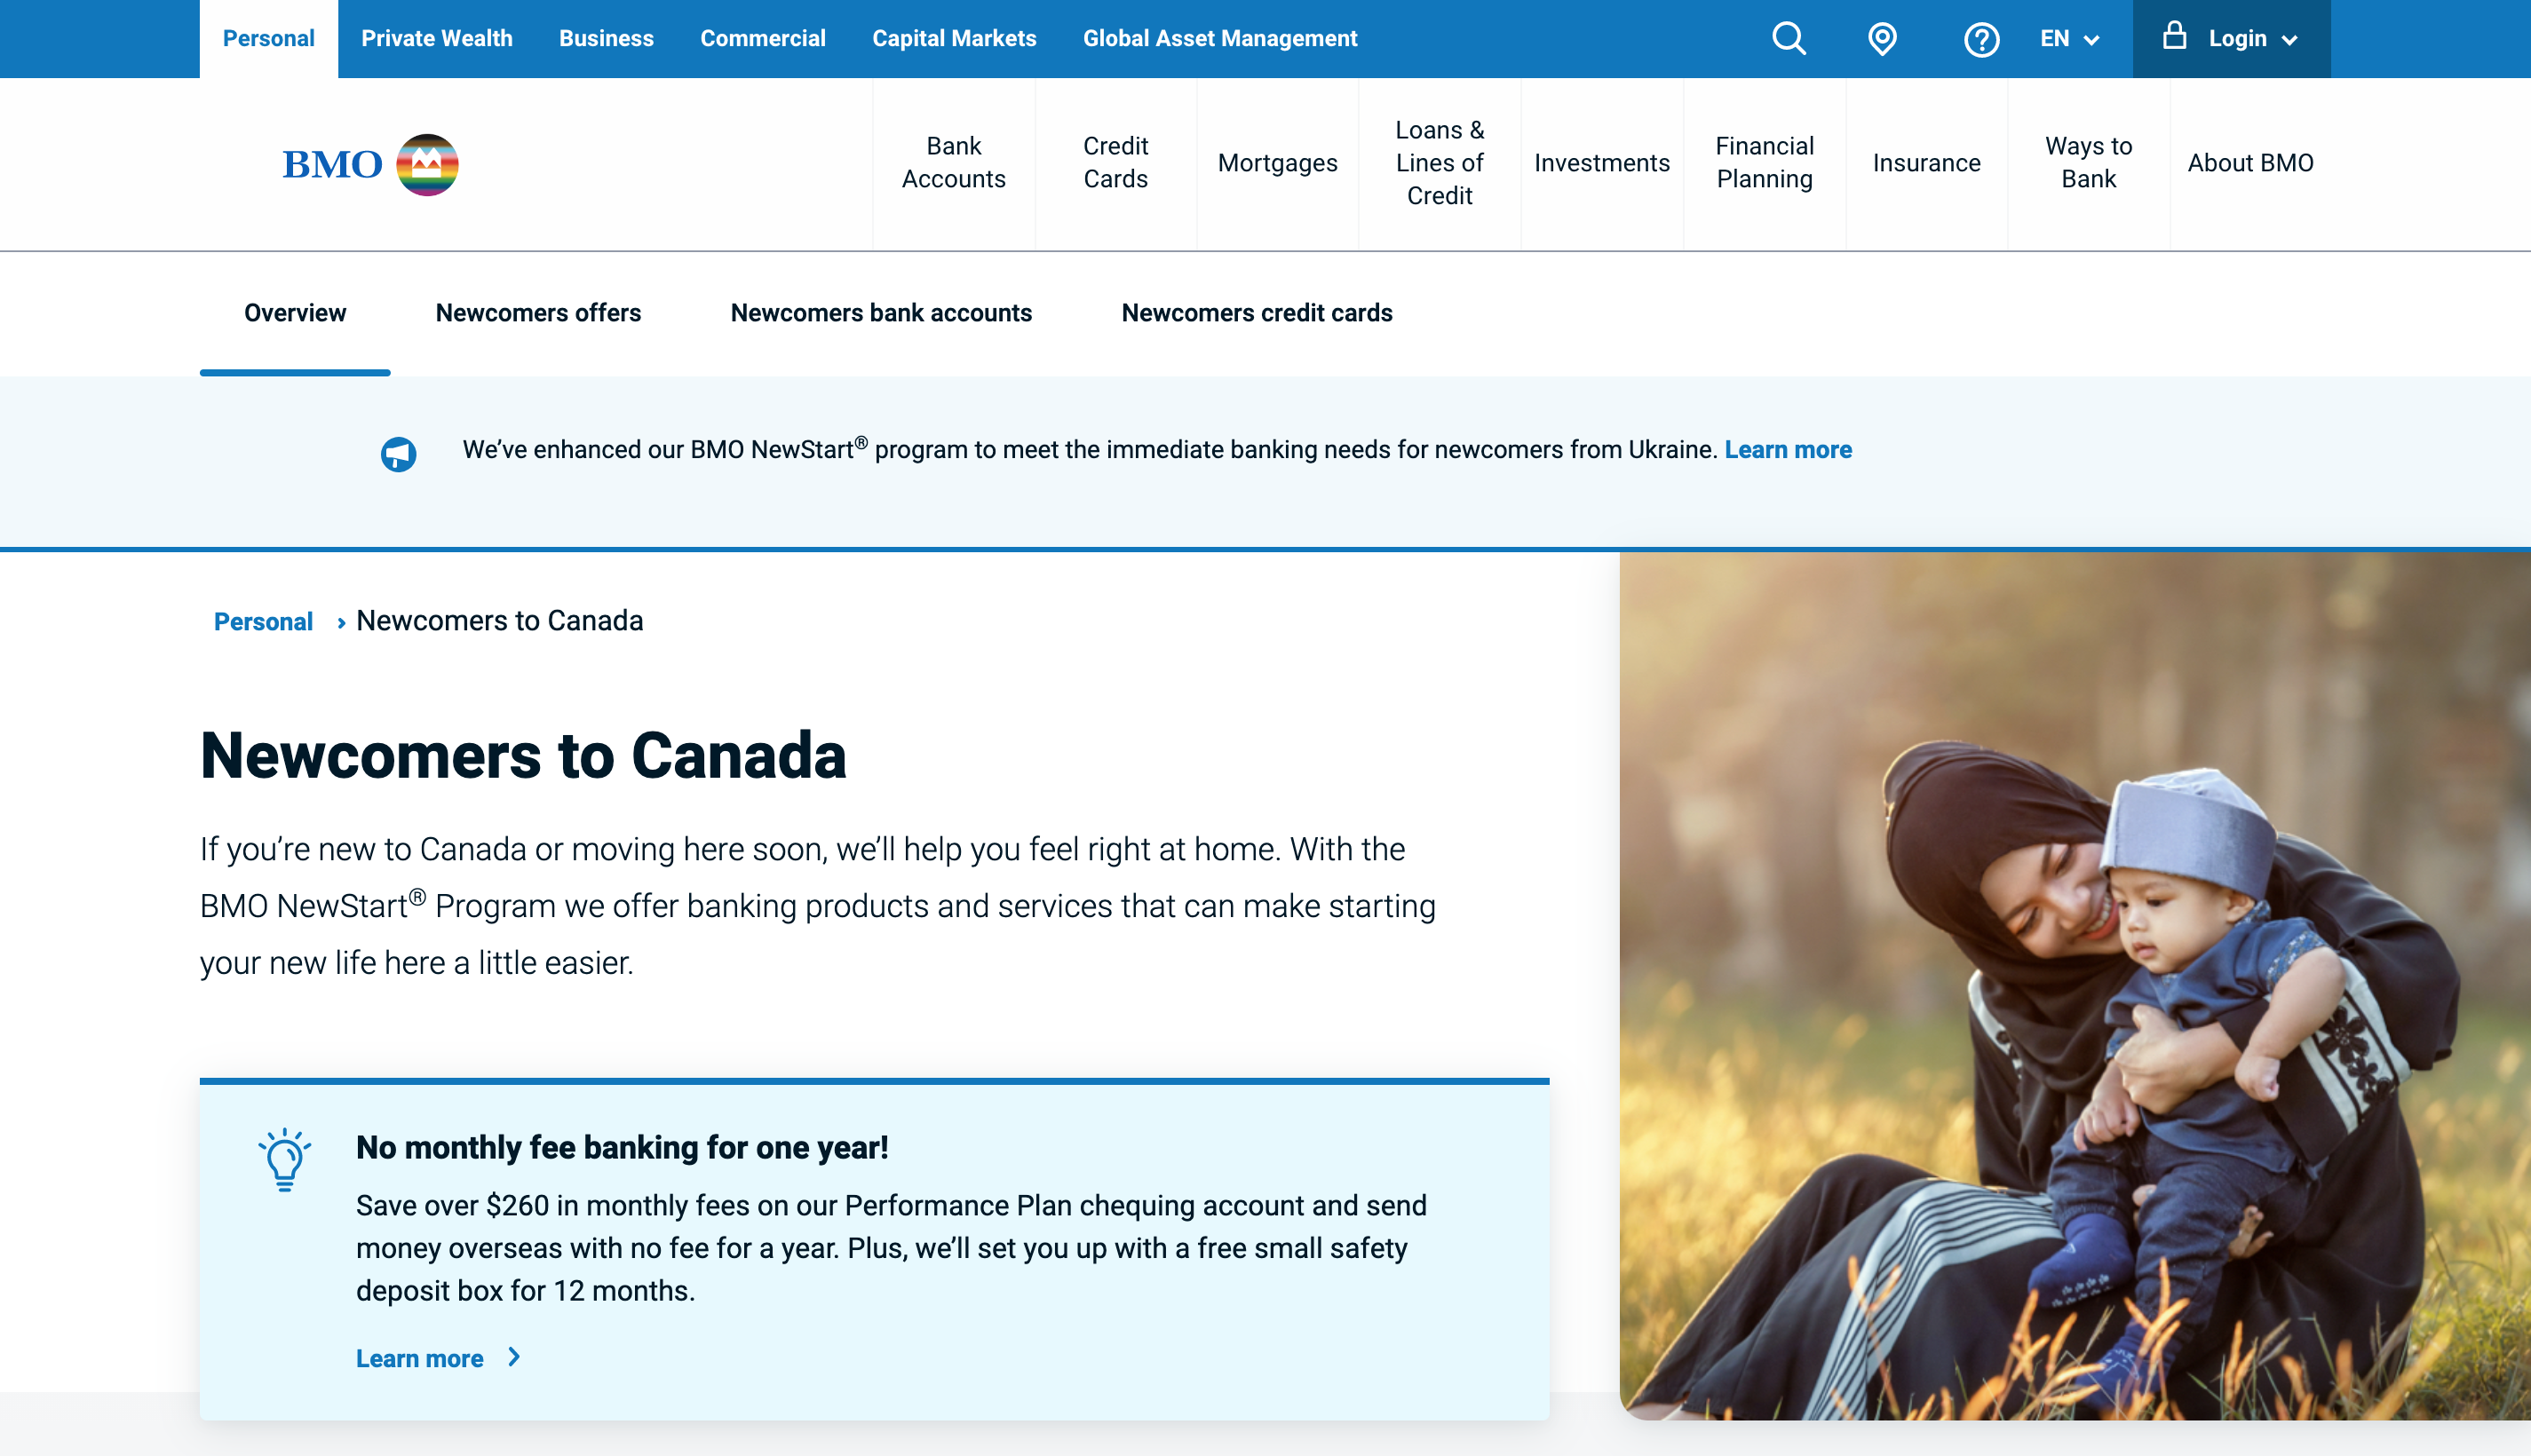 Personal Private Wealth Business Commercial Capital Markets Global Asset Management EN Login
BMO
Bank
Accounts
Credit
Cards
Mortgages
Loans &
Lines of
Credit
Investments
Financial
Planning
Insurance
Ways to
Bank
About BMO
Overview Newcomers offers Newcomers bank accounts Newcomers credit cards
We’ve enhanced our BMO NewStart® program to meet the immediate banking needs for newcomers from Ukraine. Learn more
Personal › Newcomers to Canada
Newcomers to Canada
If you’re new to Canada or moving here soon, we’ll help you feel right at home. With the
BMO NewStart® Program we offer banking products and services that can make starting
your new life here a little easier.
No monthly fee banking for one year!
Save over $260 in monthly fees on our Performance Plan chequing account and send
money overseas with no fee for a year. Plus, we’ll set you up with a free small safety
deposit box for 12 months.
Learn more